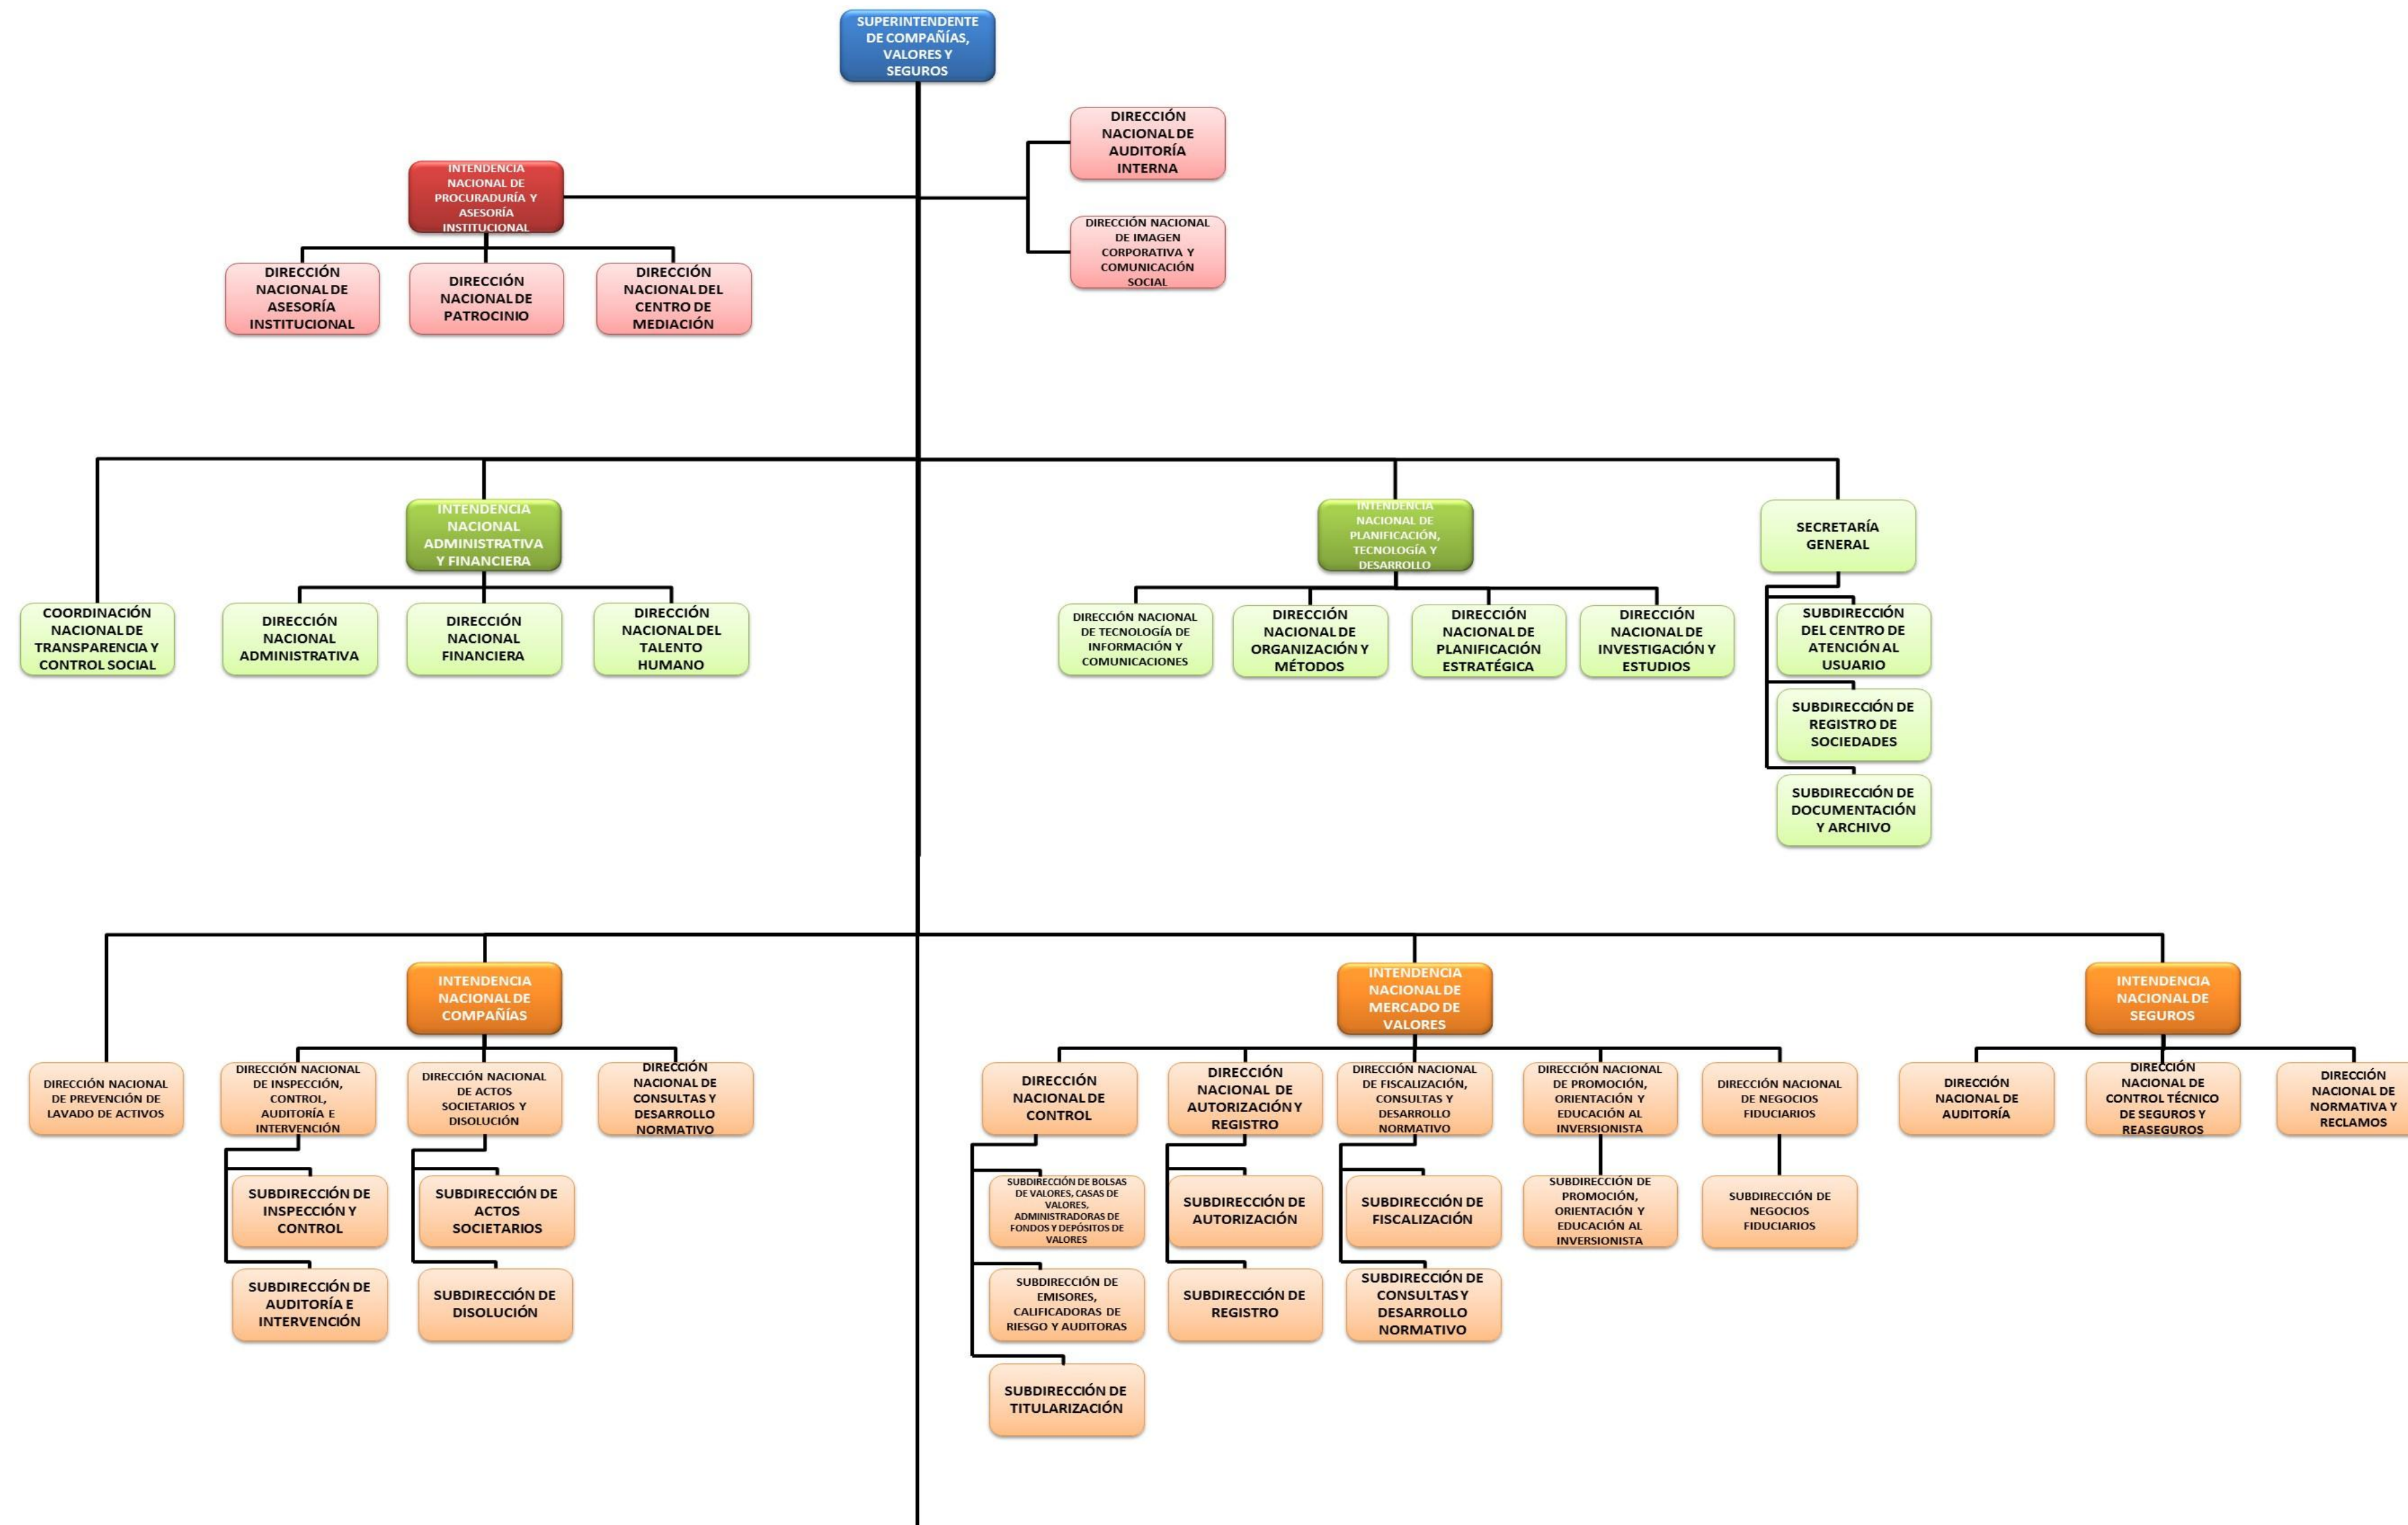 SUPERINTENDENTE
DE COMPAÑÍAS,
VALORES Y
SEGUROS
DIRECCIÓN
NACIONAL DE
AUDITORÍA
INTERNA
INTENDENCIA
NACIONAL DE
PROCURADURÍA Y
ASESORÍA
INSTITUCIONAL
DIRECCIÓN NACIONAL
DE IMAGEN
CORPORATIVA Y
COMUNICACIÓN
SOCIAL
DIRECCIÓN
NACIONAL DE
ASESORÍA
INSTITUCIONAL
DIRECCIÓN
NACIONAL DE
PATROCINIO
DIRECCIÓN
NACIONAL DEL
CENTRO DE
MEDIACIÓN
INTENDENCIA
NACIONAL
ADMINISTRATIVA
Y FINANCIERA
INTENDENCIA
NACIONAL DE
PLANIFICACIÓN,
TECNOLOGÍA Y
DESARROLLO
SECRETARÍA
GENERAL
COORDINACIÓN
NACIONAL DE
TRANSPARENCIA Y
CONTROL SOCIAL
DIRECCIÓN
NACIONAL
ADMINISTRATIVA
DIRECCIÓN
NACIONAL
FINANCIERA
DIRECCIÓN
NACIONAL DEL
TALENTO
HUMANO
DIRECCIÓN NACIONAL
DE TECNOLOGÍA DE
INFORMACIÓN Y
COMUNICACIONES
DIRECCIÓN
NACIONAL DE
ORGANIZACIÓN Y
MÉTODOS
DIRECCIÓN
NACIONAL DE
PLANIFICACIÓN
ESTRATÉGICA
DIRECCIÓN
NACIONAL DE
INVESTIGACIÓN Y
ESTUDIOS
SUBDIRECCIÓN
DEL CENTRO DE
ATENCIÓN AL
USUARIO
SUBDIRECCIÓN DE
REGISTRO DE
SOCIEDADES
SUBDIRECCIÓN DE
DOCUMENTACIÓN
Y ARCHIVO
INTENDENCIA
NACIONAL DE
COMPAÑÍAS
INTENDENCIA
NACIONAL DE
MERCADO DE
VALORES
INTENDENCIA
NACIONAL DE
SEGUROS
DIRECCIÓN NACIONAL
DE PREVENCIÓN DE
LAVADO DE ACTIVOS
DIRECCIÓN NACIONAL
DE INSPECCIÓN,
CONTROL,
AUDITORÍA E
INTERVENCIÓN
DIRECCIÓN NACIONAL
DE ACTOS
SOCIETARIOS Y
DISOLUCIÓN
DIRECCIÓN
NACIONAL DE
CONSULTAS Y
DESARROLLO
NORMATIVO
DIRECCIÓN
NACIONAL DE
CONTROL
DIRECCIÓN
NACIONAL DE
AUTORIZACIÓN Y
REGISTRO
DIRECCIÓN NACIONAL
DE FISCALIZACIÓN,
CONSULTAS Y
DESARROLLO
NORMATIVO
DIRECCIÓN NACIONAL
DE PROMOCIÓN,
ORIENTACIÓN Y
EDUCACIÓN AL
INVERSIONISTA
DIRECCIÓN NACIONAL
DE NEGOCIOS
FIDUCIARIOS
DIRECCIÓN
NACIONAL DE
AUDITORÍA
DIRECCIÓN
NACIONAL DE
CONTROL TÉCNICO
DE SEGUROS Y
REASEGUROS
DIRECCIÓN
NACIONAL DE
NORMATIVA Y
RECLAMOS
SUBDIRECCIÓN DE
INSPECCIÓN Y
CONTROL
SUBDIRECCIÓN DE
ACTOS
SOCIETARIOS
SUBDIRECCIÓN DE BOLSAS
DE VALORES, CASAS DE
VALORES,
ADMINISTRADORAS DE
FONDOS Y DEPÓSITOS DE
VALORES
SUBDIRECCIÓN DE
AUTORIZACIÓN
SUBDIRECCIÓN DE
FISCALIZACIÓN
SUBDIRECCIÓN DE
PROMOCIÓN,
ORIENTACIÓN Y
EDUCACIÓN AL
INVERSIONISTA
SUBDIRECCIÓN DE
NEGOCIOS
FIDUCIARIOS
SUBDIRECCIÓN DE
AUDITORÍA E
INTERVENCIÓN
SUBDIRECCIÓN DE
DISOLUCIÓN
SUBDIRECCIÓN DE
EMISORES,
CALIFICADORAS DE
RIESGO Y AUDITORAS
SUBDIRECCIÓN DE
REGISTRO
SUBDIRECCIÓN DE
CONSULTAS Y
DESARROLLO
NORMATIVO
SUBDIRECCIÓN DE
TITULARIZACIÓN